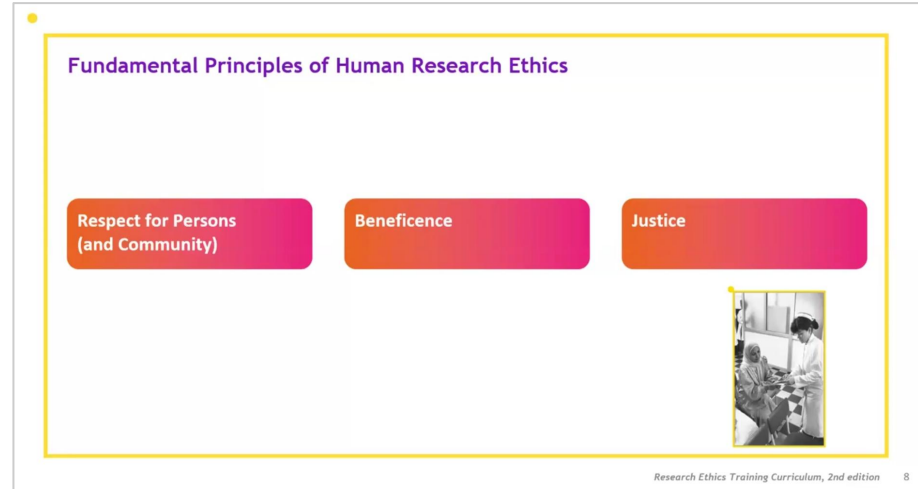 Fundamental Principles of Human Research Ethics
Respect for Persons
(and Community)
Beneficence
Justice
Research Ethics Training Curriculum, 2nd edition 8